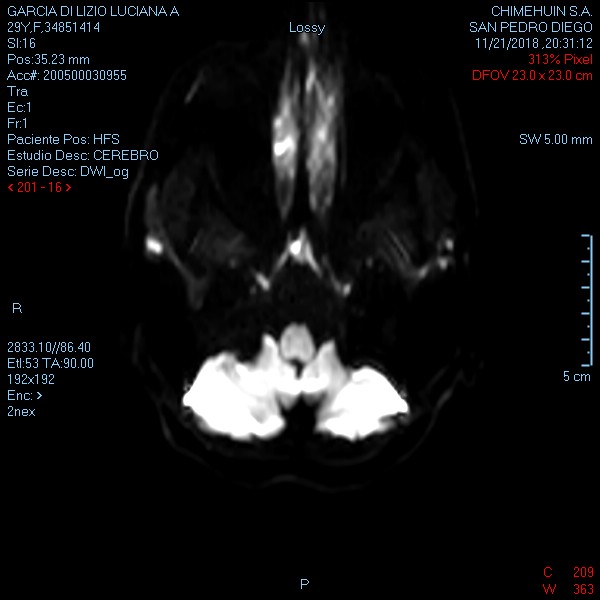 GARCIA DI LIZIO LUCIANA A
29Y,F,34851414
Sl:16
Pos:35.23 mm
Acc#: 200500030955
Tra
Ec:1
Fr:1
Paciente Pos: HFS
Estudio Desc: CEREBRO
Serie Desc: DWI_og
< 201 - 16 >
Lossy
CHIMEHUIN S.A.
SAN PEDRO DIEGO
11/21/2018 ,20:31:12
313% Pixel
DFOV 23.0 x 23.0 cm
SW 5.00 mm
R
5 cm
2833.10//86.40
Etl:53 TA:90.00
192x192
Enc: >
2nex
P
C 209
W 363